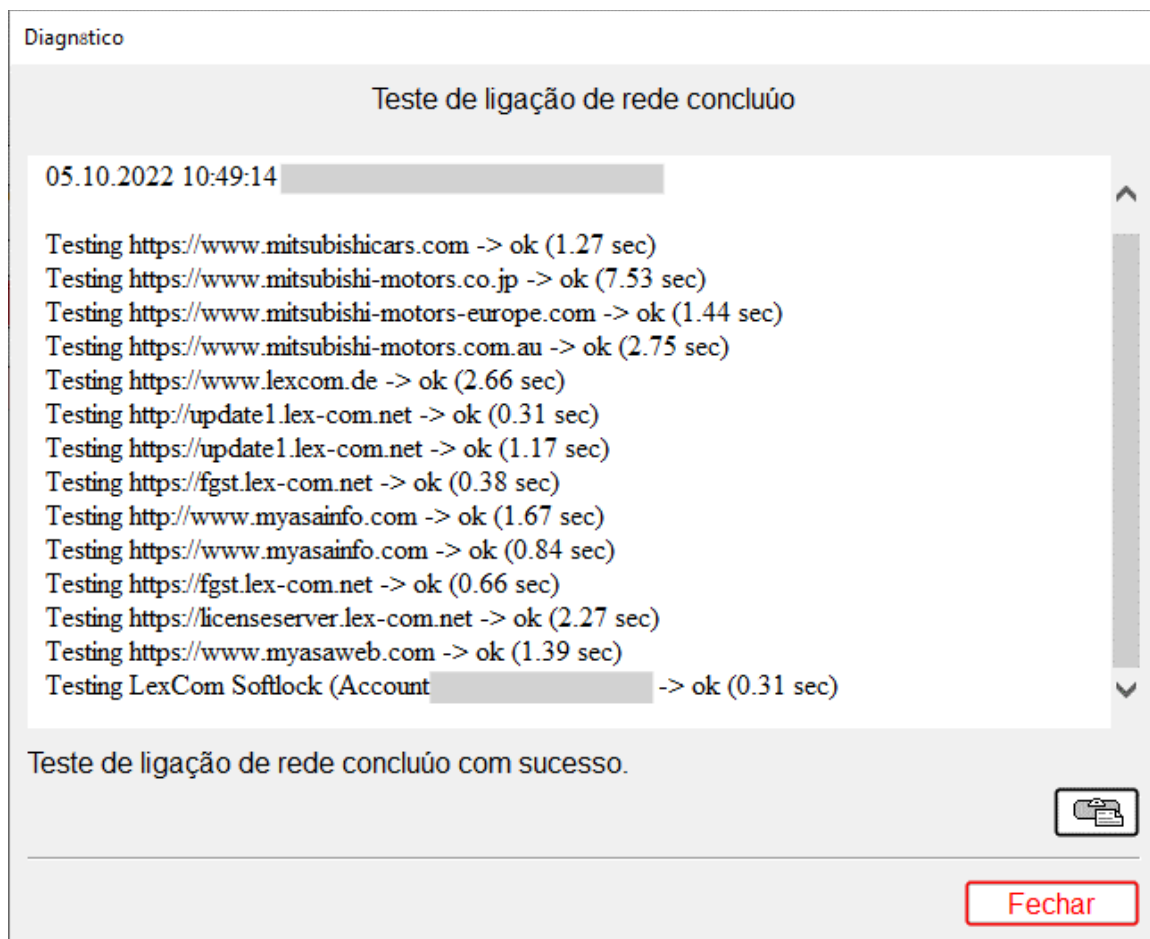 Diagnstico
Teste de ligação de rede concluúo
05.10.2022 10:49:14
Testing https://www.mitsubishicars.com -> ok (1.27 sec)
Testing https://www.mitsubishi-motors.co.jp -> ok (7.53 sec)
Testing https://www.mitsubishi-motors-europe.com -> ok (1.44 sec)
Testing https://www.mitsubishi-motors.com.au -> ok (2.75 sec)
Testing https://www.lexcom.de -> ok (2.66 sec)
Testing http://update1.lex-com.net -> ok (0.31 sec)
Testing https://update1.lex-com.net -> ok (1.17 sec)
Testing https://fgst.lex-com.net -> ok (0.38 sec)
Testing http://www.myasainfo.com -> ok (1.67 sec)
Testing https://www.myasainfo.com -> ok (0.84 sec)
Testing https://fgst.lex-com.net -> ok (0.66 sec)
Testing https://licenseserver.lex-com.net -> ok (2.27 sec)
Testing https://www.myasaweb.com -> ok (1.39 sec)
Testing LexCom Softlock (Account -> ok (0.31 sec)
Teste de ligação de rede concluúo com sucesso.
Fechar